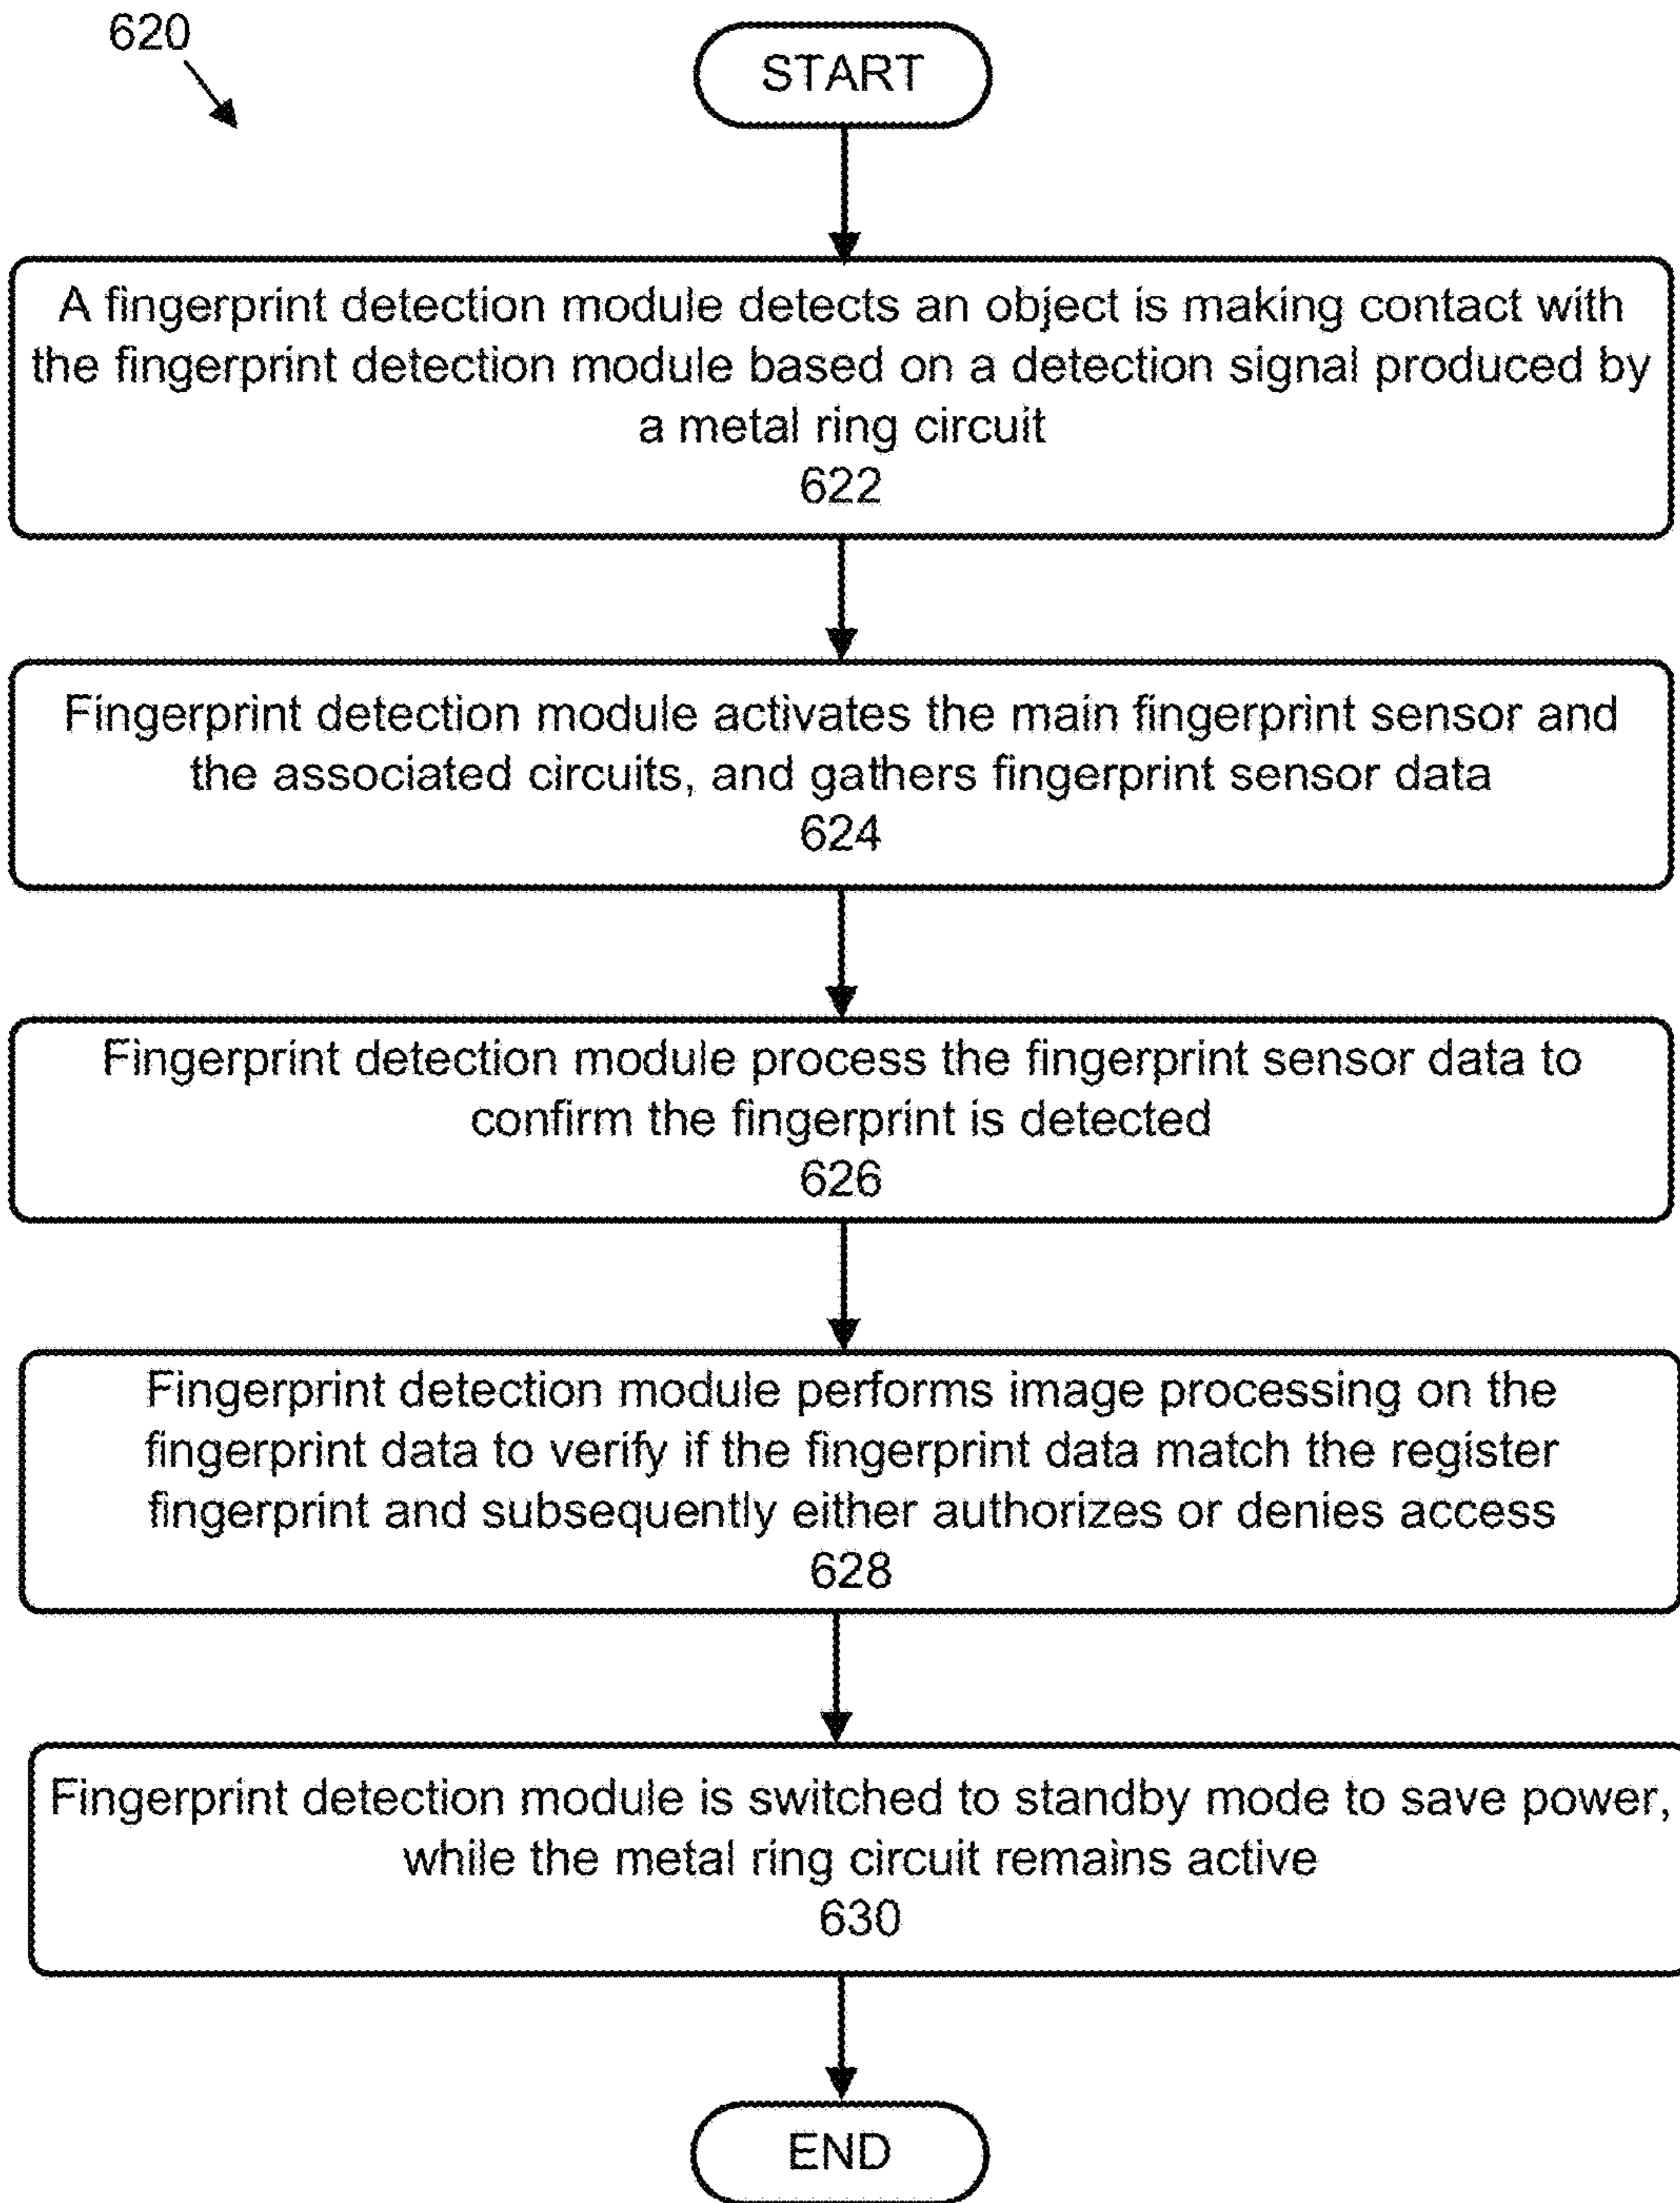 620
START
A fingerprint detection module detects an object is making contact with
the fingerprint detection module based on a detection signal produced by
a metal ring circuit
622
Fingerprint detection module activates the main fingerprint sensor and
the associated circuits, and gathers fingerprint sensor data
624
Fingerprint detection module process the fingerprint sensor data to
confirm the fingerprint is detected
626
Fingerprint detection module performs image processing on the
fingerprint data to verify if the fingerprint data match the register
fingerprint and subsequently either authorizes or denies access
628
Fingerprint detection module is switched to standby mode to save power,
while the metal ring circuit remains active
630
END